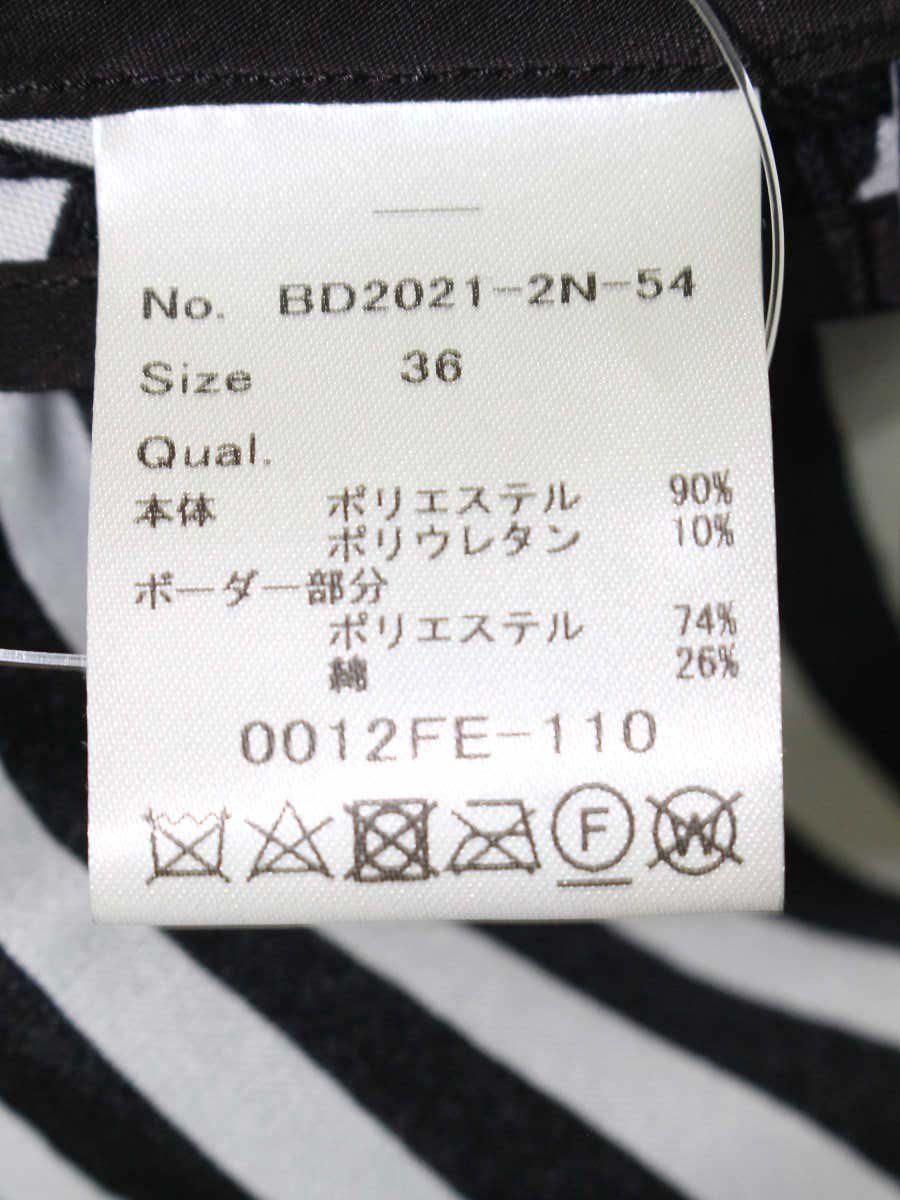 No. BD2021-2N-54
Size 36
Qual.
本体 ポリエステル 90%
ポリウレタン 10%
ボーダー部分
ポリエステル 74%
綿 26%
0012FE-110
F W